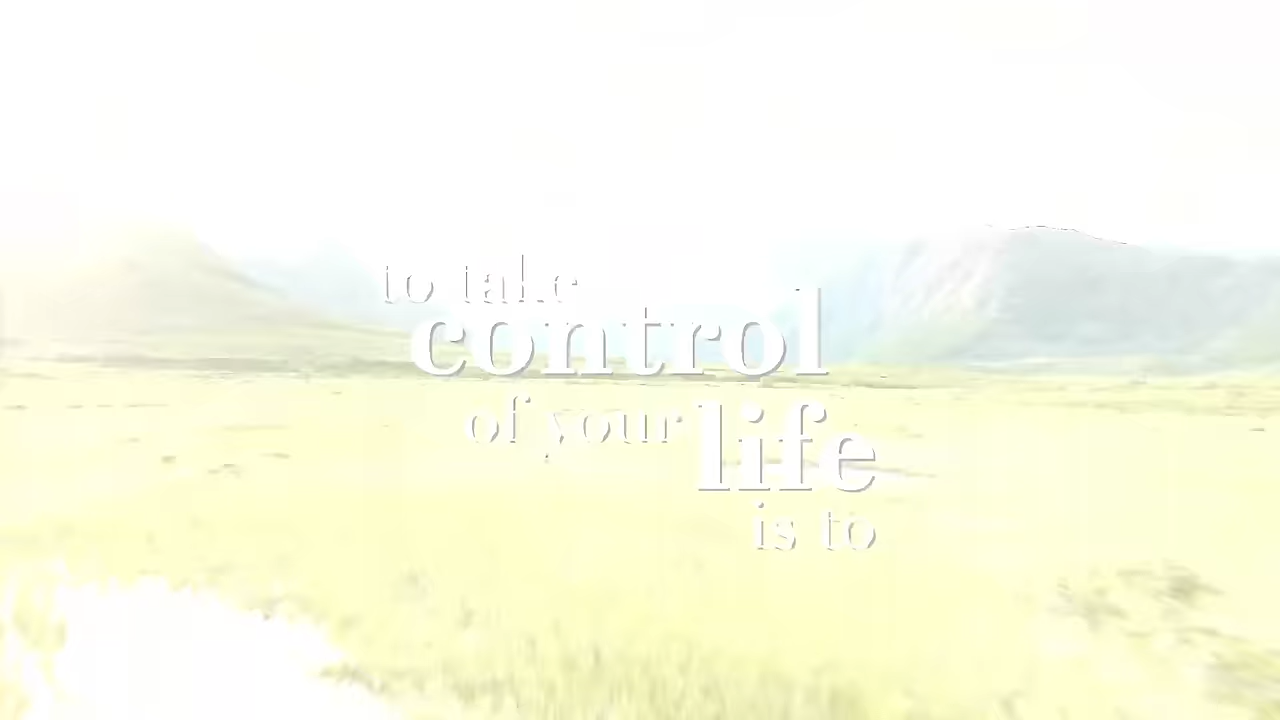 to take
control
of your life
is to